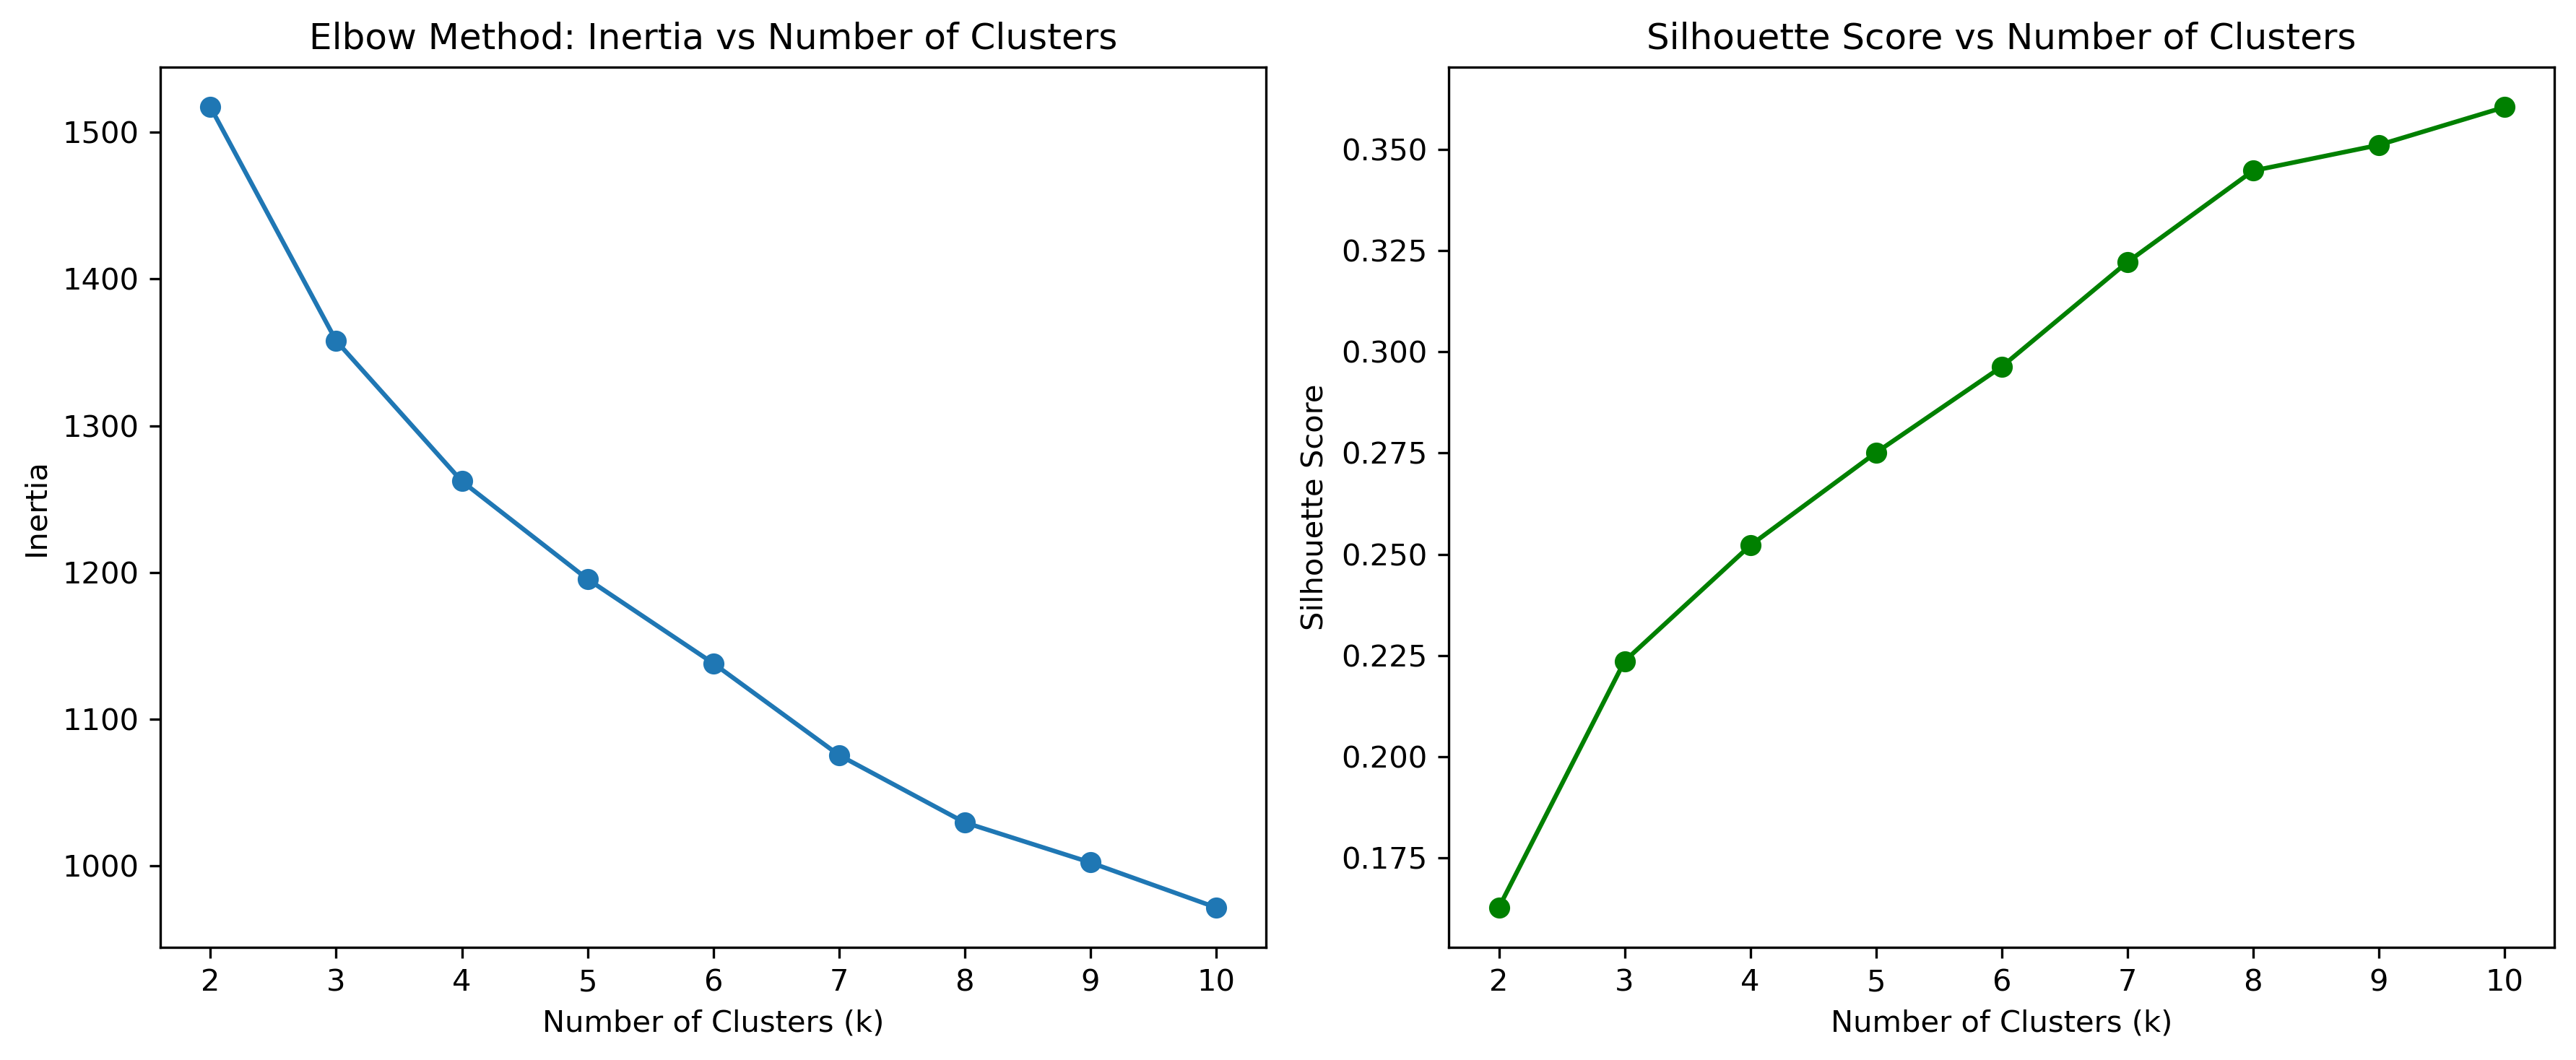 Elbow Method: Inertia vs Number of Clusters
Inertia
1500
1400
1300
1200
1100
1000
2 3 4 5 6 7 8 9 10
Number of Clusters (k)
Silhouette Score vs Number of Clusters
Silhouette Score
0.350
0.325
0.300
0.275
0.250
0.225
0.200
0.175
2 3 4 5 6 7 8 9 10
Number of Clusters (k)